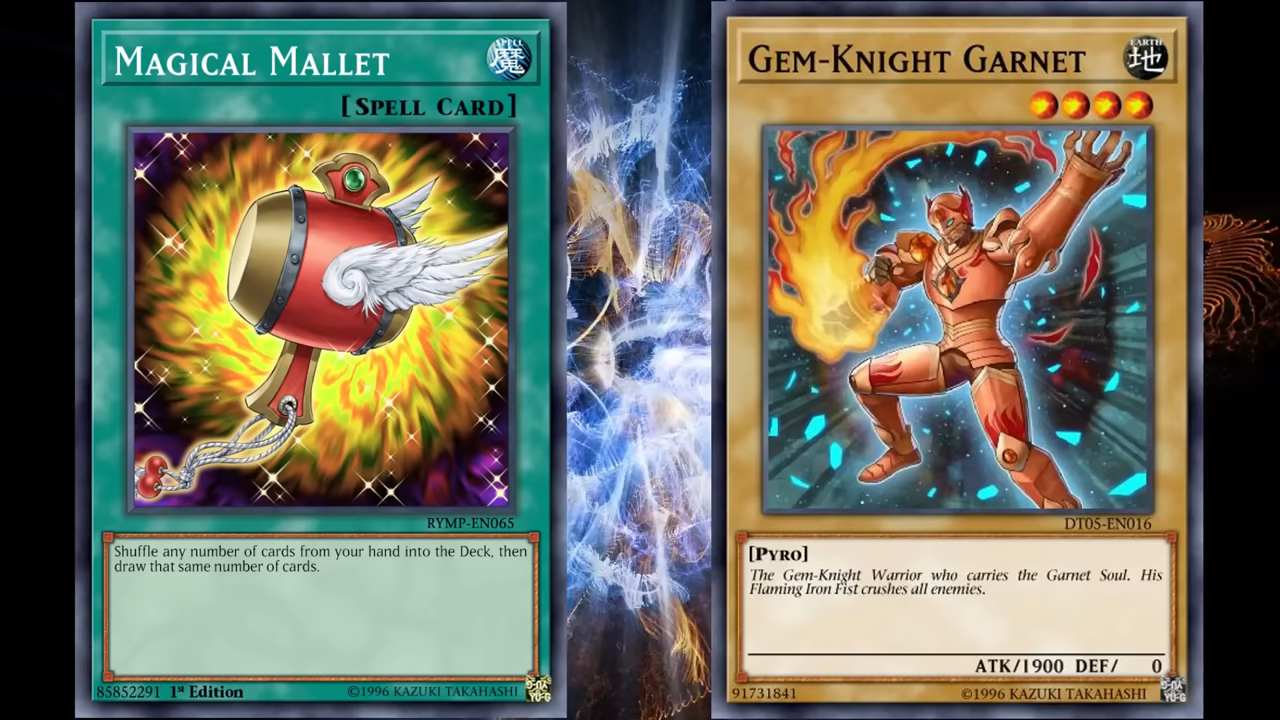 MAGICAL MALLET
SPELL
魔
[SPELL CARD]
RYMP-EN065
Shuffle any number of cards from your hand into the Deck, then
draw that same number of cards.
85852291 1st Edition
©1996 KAZUKI TAKAHASHI
GEM-KNIGHT GARNET
EARTH
地
DT05-EN016
[PYRO]
The Gem-Knight Warrior who carries the Garnet Soul. His
Flaming Iron Fist crushes all enemies.
ATK/1900 DEF/ 0
91731841
©1996 KAZUKI TAKAHASHI